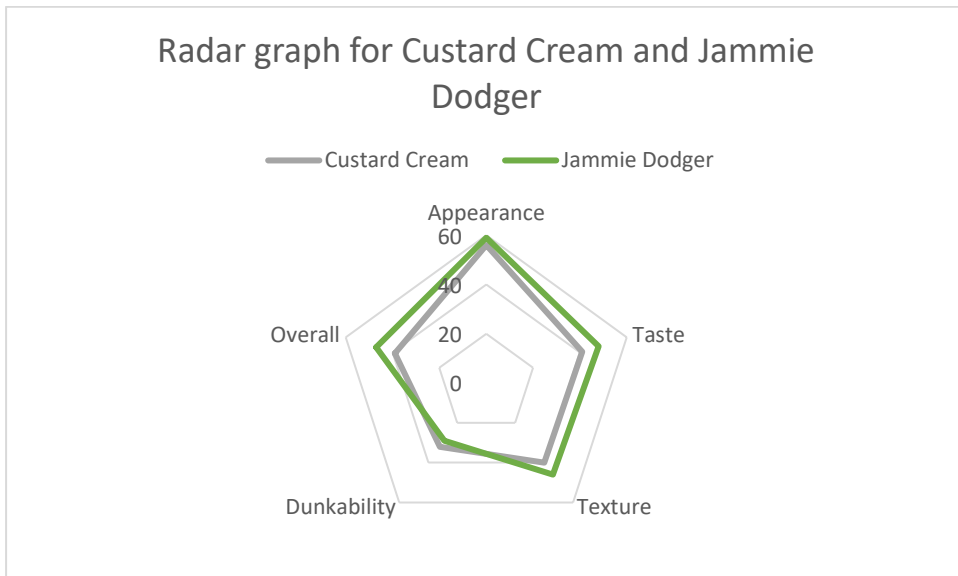 Radar graph for Custard Cream and Jammie
Dodger
Custard Cream
Jammie Dodger
Appearance
60
40
20
0
Overall
Taste
Dunkability
Texture